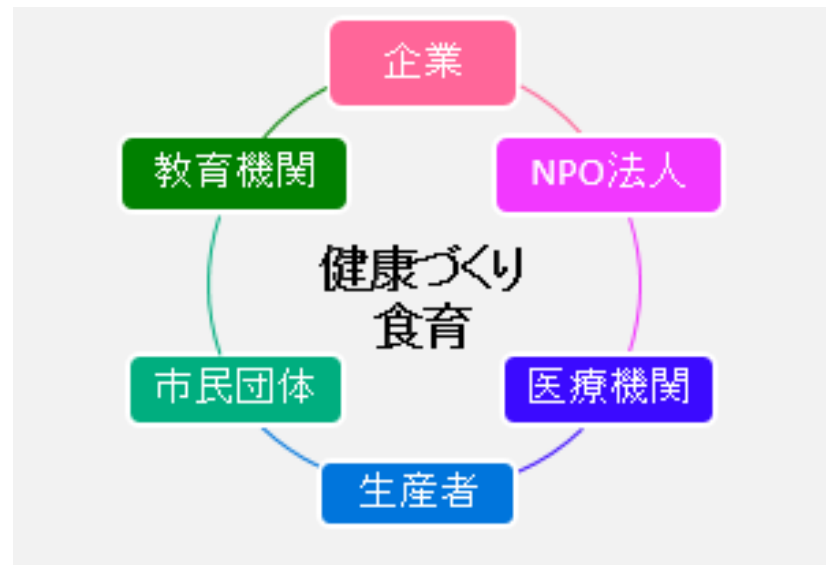 企業
教育機関
NPO法人
健康づくり
食育
市民団体
医療機関
生産者